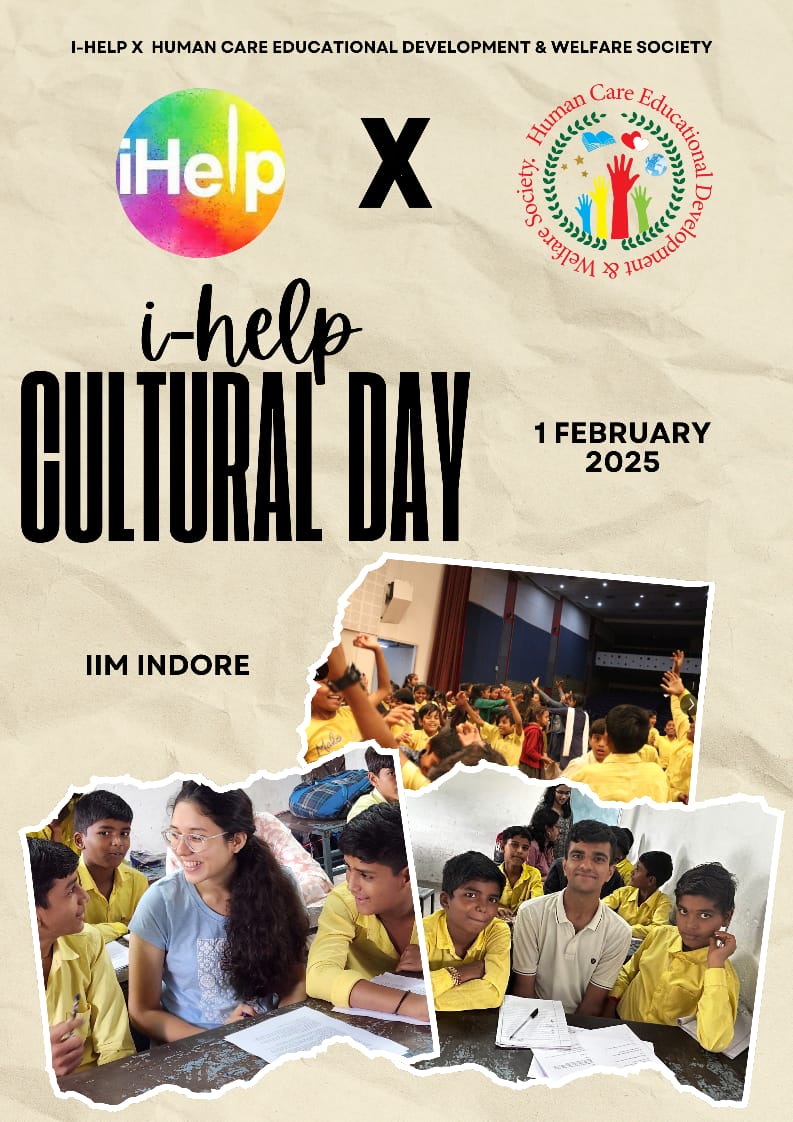 I-HELP X HUMAN CARE EDUCATIONAL DEVELOPMENT & WELFARE SOCIETY
iHelp
X
Human Care Educational Development & Welfare Society.
i-help
CULTURAL DAY
1 FEBRUARY
2025
IIM INDORE